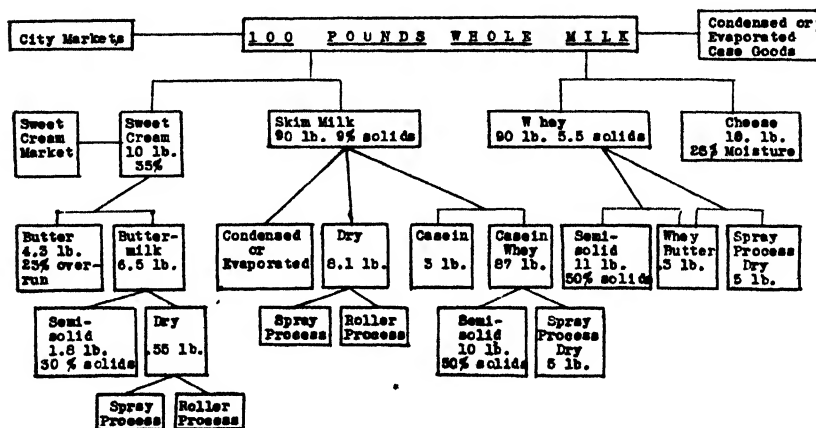 City Markets
100 POUNDS WHOLE MILK
Condensed or
Evaporated
Case Goods
Sweet
Cream
Market
Sweet
Cream
10 lb.
35%
Skim Milk
90 lb. 9% solids
Whey
90 lb. 5.5 solids
Cheese
10. lb.
Moisture
Butter
4.3 lb.
23% over-
run
Butter-
milk
6.5 lb.
Condensed
or
Evaporated
Dry
8.1 lb.
Casein
3 lb.
Casein
Whey
87 lb.
Semi-
solid
11 lb.
50% solids
Whey
Butter
.3 lb.
Spray
Process
Dry
5 lb.
Semi-
solid
1.8 lb.
30 % solids
Dry
.55 lb.
Spray
Process
Roller
Process
Semi-
solid
10 lb.
50% solids
Spray
Process
Dry
5 lb.
Spray
Process
Roller
Process